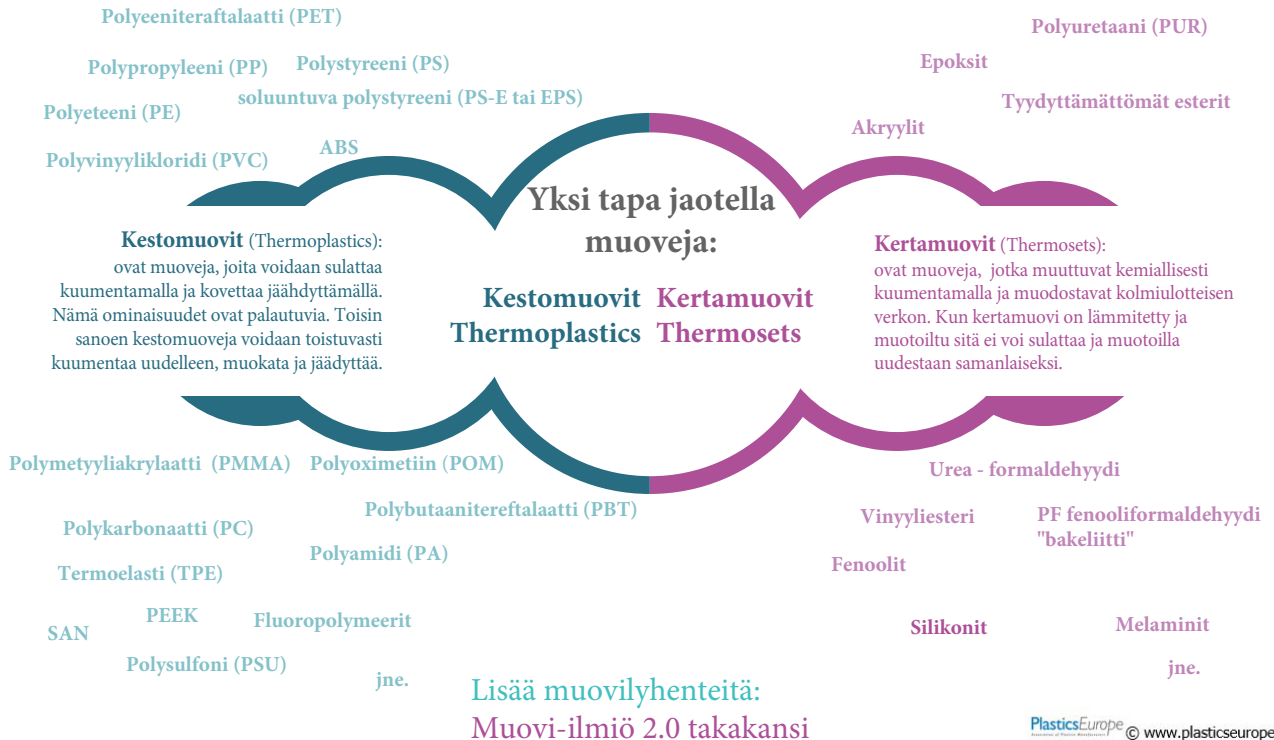 Polyeeniteraftalaatti (PET)
Polypropyleeni (PP)
Polystyreeni (PS)
Polyeteeni (PE)
soluuntuva polystyreeni (PS-E tai EPS)
Polyvinyylikloridi (PVC)
ABS
Polyuretaani (PUR)
Epoksit
Tyydyttämättömät esterit
Akryylit
Yksi tapa jaotella
muoveja:
Kestomuovit Kertamuovit
Thermoplastics Thermosets
Kestomuovit (Thermoplastics):
ovat muoveja, joita voidaan sulattaa
kuumentamalla ja kovettaa jäähdyttämällä.
Nämä ominaisuudet ovat palautuvia. Toisin
sanoen kestomuoveja voidaan toistuvasti
kuumentaa uudelleen, muokata ja jäädyttää.
Kertamuovit (Thermosets):
ovat muoveja, jotka muuttuvat kemiallisesti
kuumentamalla ja muodostavat kolmiulotteisen
verkon. Kun kertamuovi on lämmitetty ja
muotoiltu sitä ei voi sulattaa ja muotoilla
uudestaan samanlaiseksi.
Polymetyyliakrylaatti (PMMA)
Polyoximetiin (POM)
Polybutaanitereftalaatti (PBT)
Polykarbonaatti (PC)
Polyamidi (PA)
Termoelasti (TPE)
PEEK
Fluoropolymeerit
SAN
Polysulfoni (PSU)
jne.
Urea - formaldehyydi
Vinyyliesteri
PF fenooliformaldehyydi
"bakeliitti"
Fenoolit
Silikonit
Melaminit
jne.
Lisää muovilyhenteitä:
Muovi-ilmiö 2.0 takakansi
PlasticsEurope © www.plasticseurope